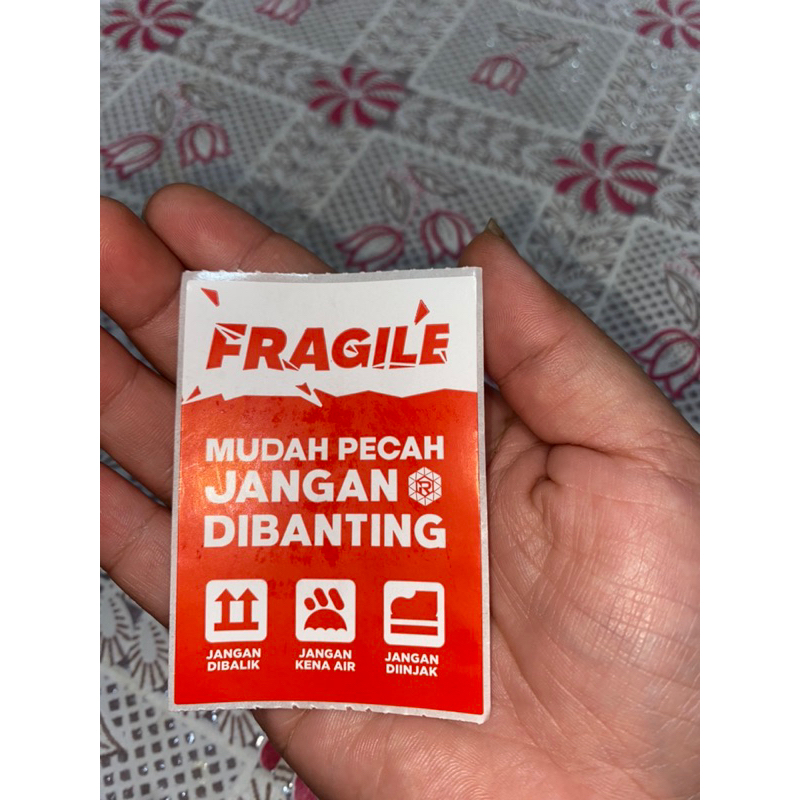 FRAGILE
MUDAH PECAH
JANGAN
DIBANTING
JANGAN
DIBALIK
JANGAN
KENA AIR
JANGAN
DIINJAK